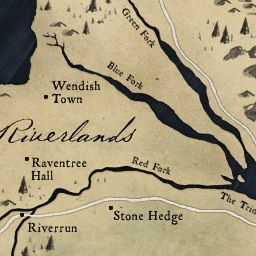 Green Fork
Blue Fork
Wendish
Town
Riverlands
Raventree
Hall
Red Fork
The Trid
Stone Hedge
Riverrun